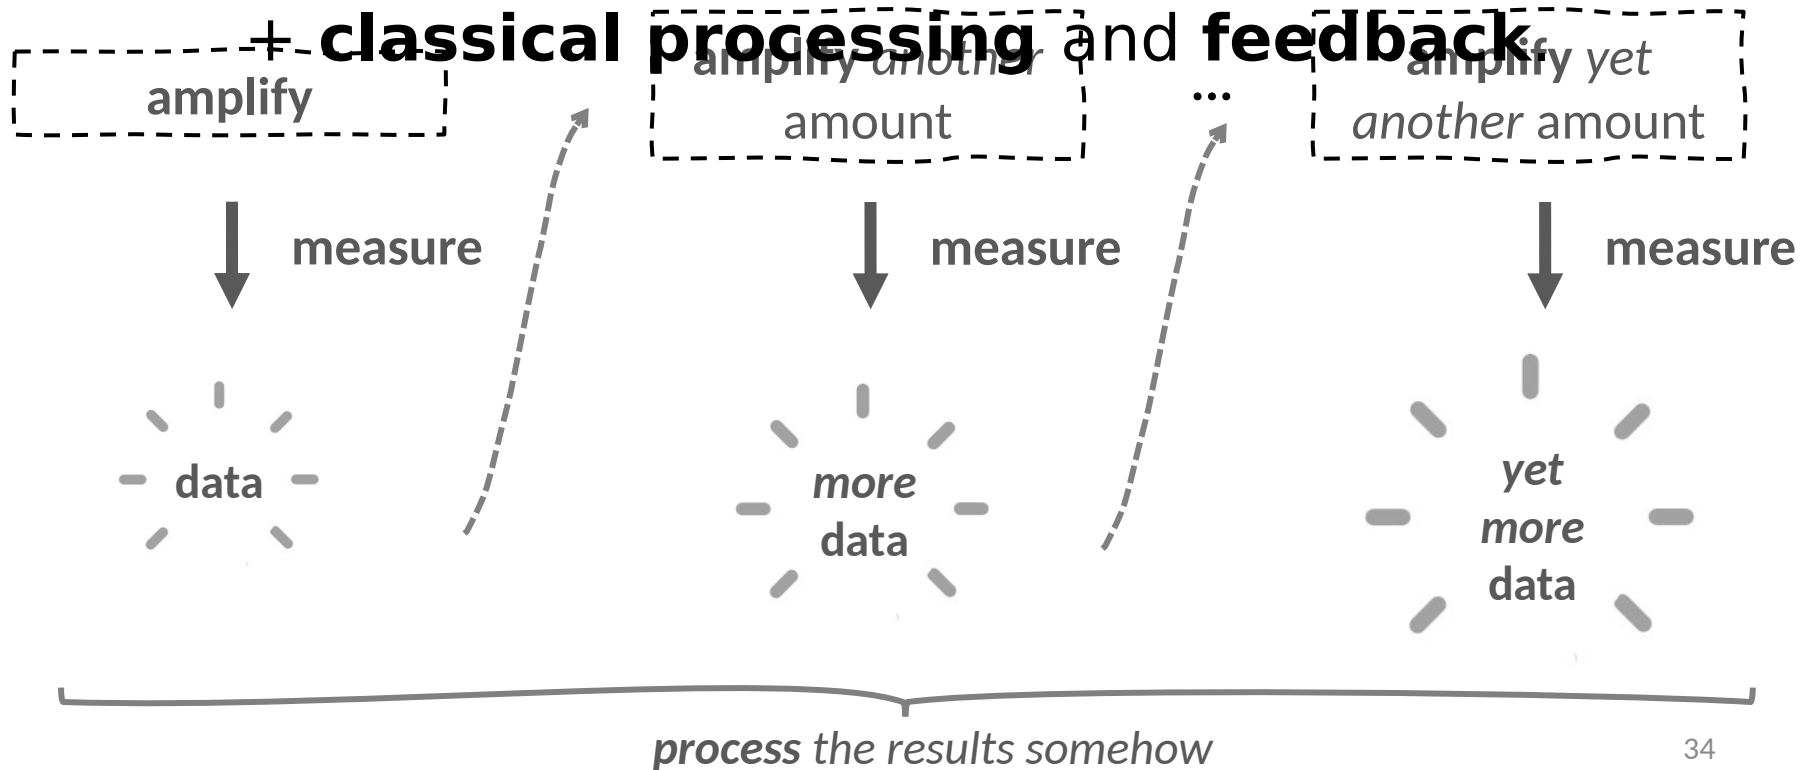 + classical processing and feedback.
amplify
amplify another
amount
...
amplify yet
another amount
measure
measure
measure
data
more
data
yet
more
data
process the results somehow
34